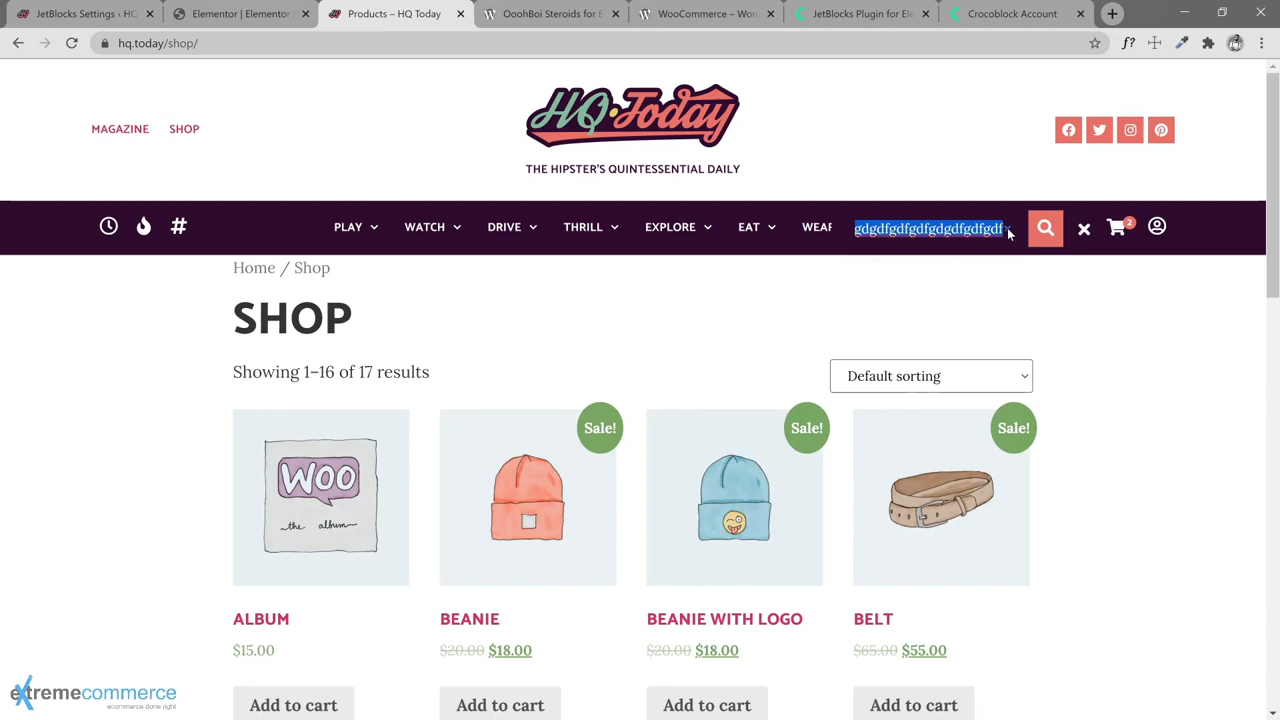 JetBlocks Settings ‹ HQ
Elementor | Elementor
Products – HQ Today
OoohBoi Steroids for E
WooCommerce – Wor
JetBlocks Plugin for Ele
Crocoblock Account
hq.today/shop/
MAGAZINE SHOP
HQ Today
THE HIPSTER'S QUINTESSENTIAL DAILY
PLAY WATCH DRIVE THRILL EXPLORE EAT WEAR gdgdfgdfgdfgdgdfgdfgdf 2
Home / Shop
SHOP
Showing 1–16 of 17 results
Default sorting
Sale! Sale! Sale!
WOO
the album
ALBUM BEANIE BEANIE WITH LOGO BELT
$15.00 $20.00 $18.00 $20.00 $18.00 $65.00 $55.00
Add to cart Add to cart Add to cart Add to cart
extremecommerce
ecommerce done right